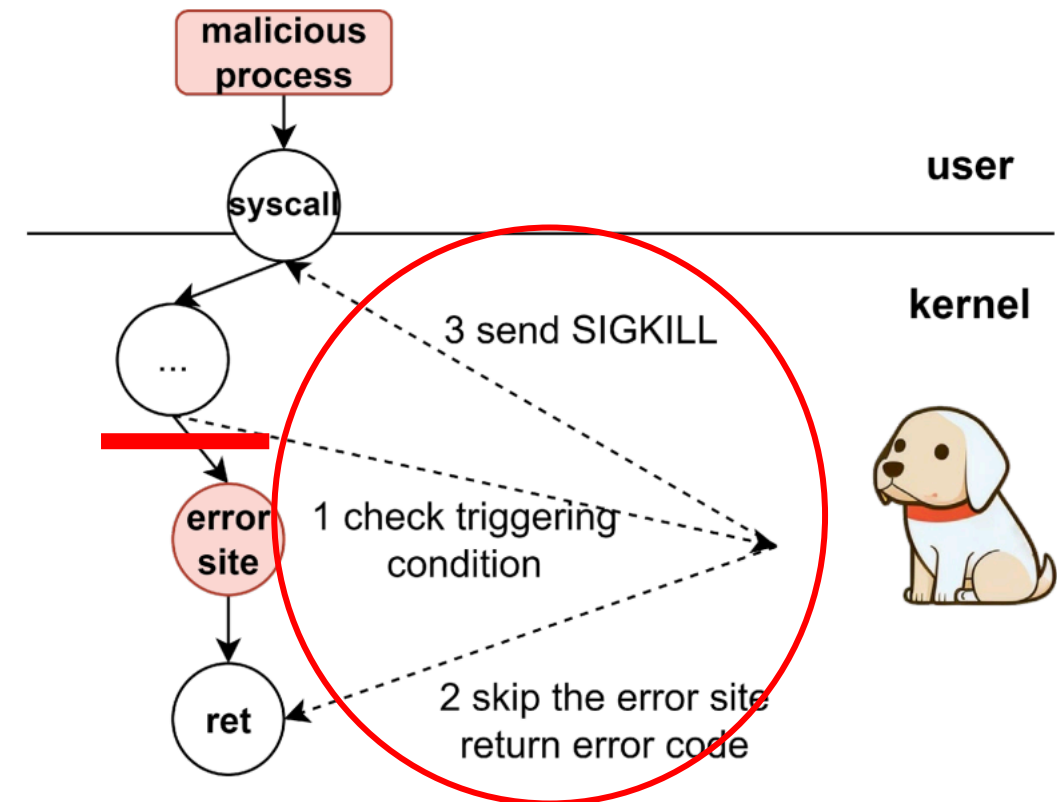 malicious
process
user
syscall
kernel
3 send SIGKILL
...
error
site
1 check triggering
condition
2 skip the error site
return error code
ret